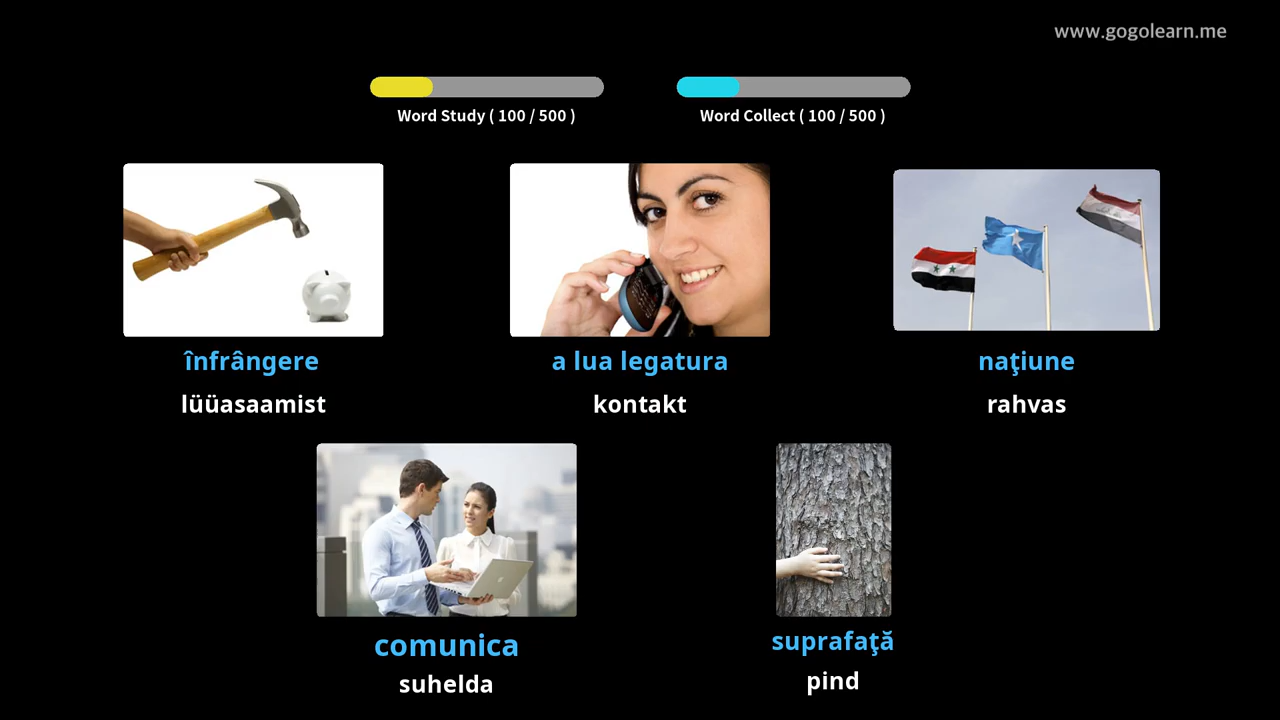 www.gogolearn.me
Word Study ( 100 / 500 )
Word Collect ( 100 / 500 )
înfrângere
lüüasaamist
a lua legatura
kontakt
naţiune
rahvas
comunica
suhelda
suprafaţă
pind